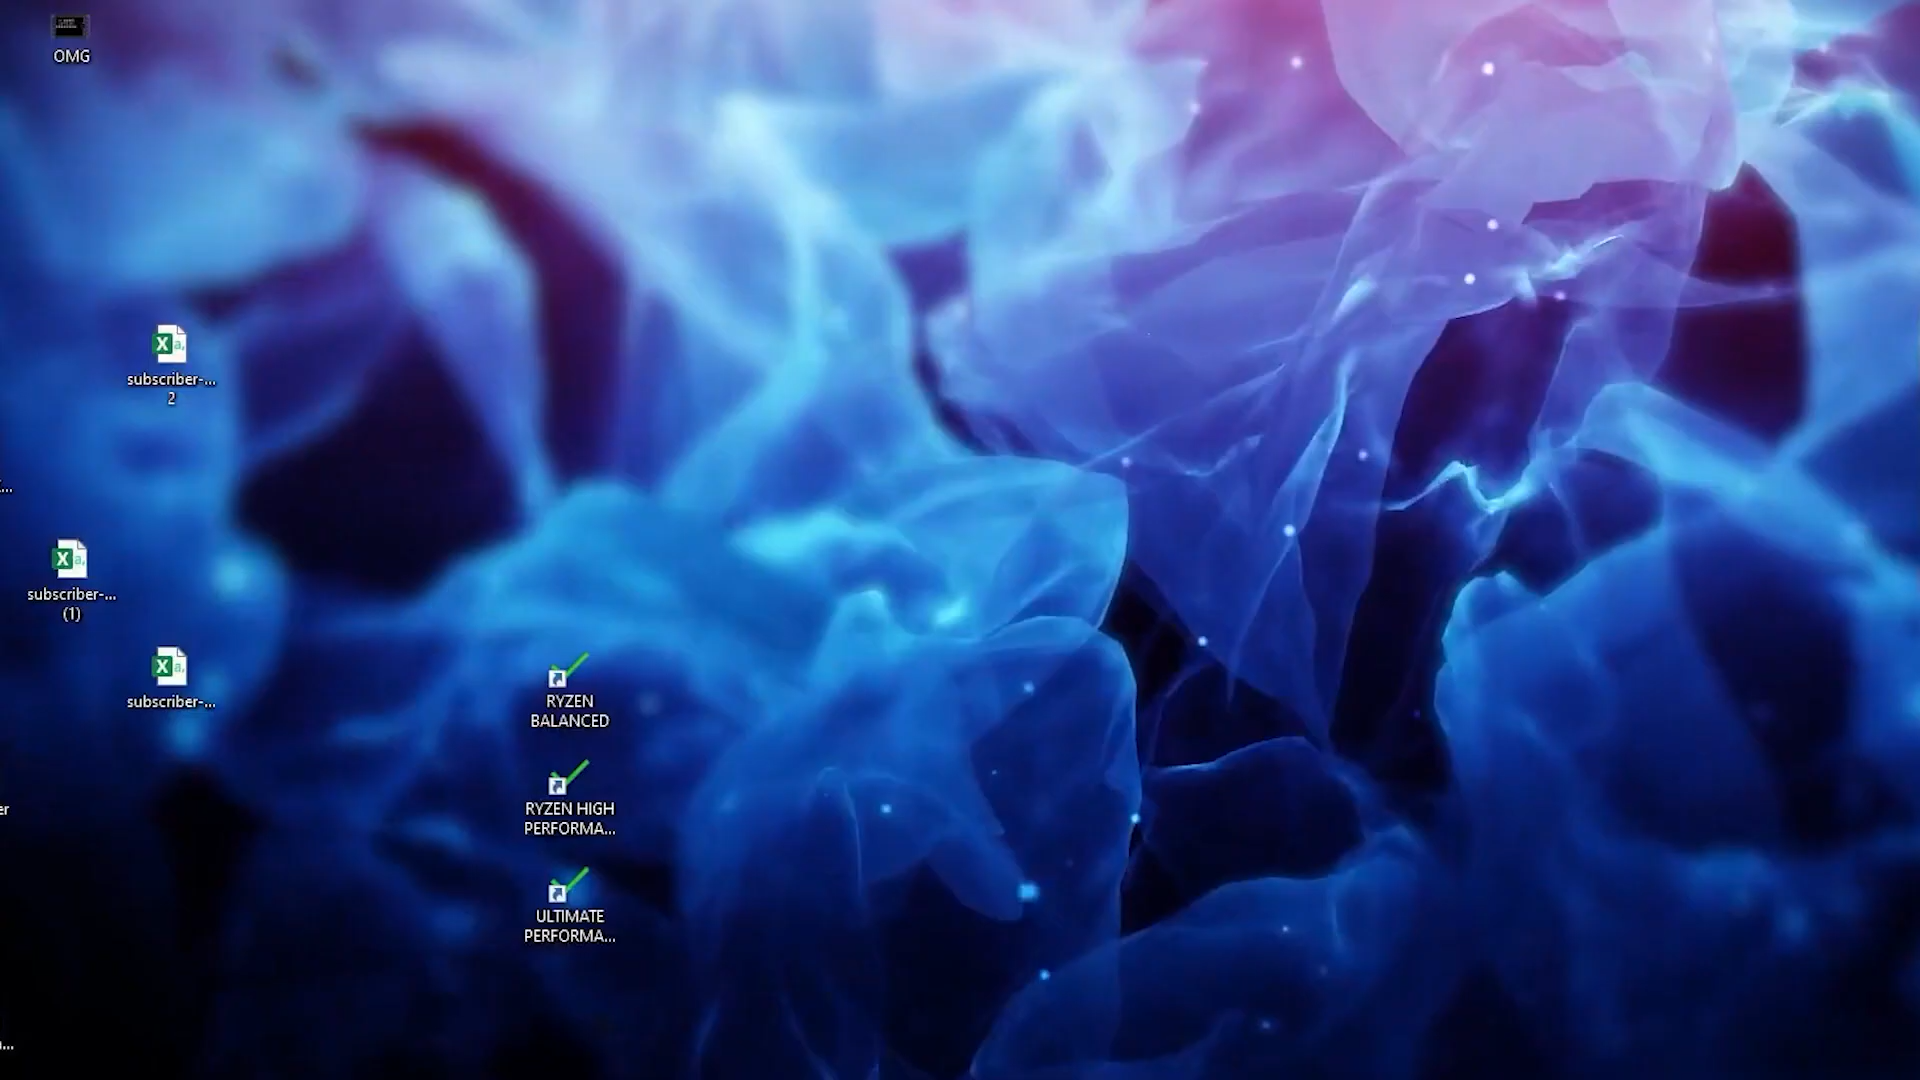 OMG
subscriber-...
2
subscriber-...
(1)
subscriber-...
RYZEN
BALANCED
RYZEN HIGH
PERFORMA...
ULTIMATE
PERFORMA...